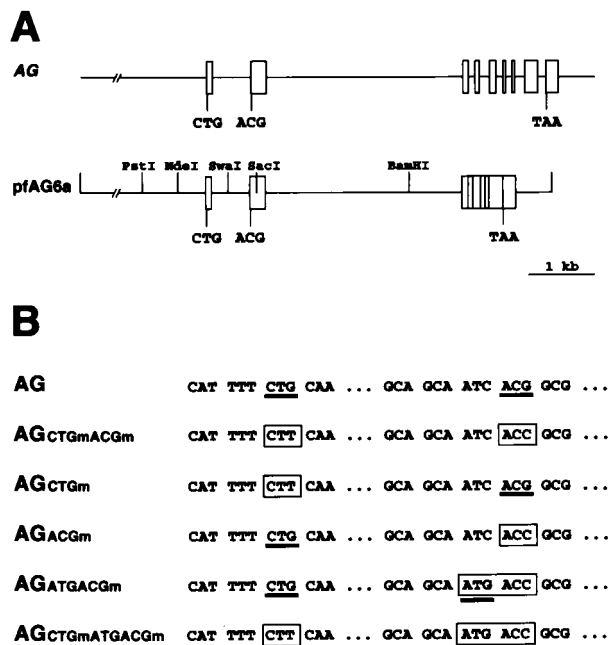 A
AG
CTG ACG TAA
PstI NdeI SwaI SacI BamHI
pfAG6a
CTG ACG TAA
1 kb
B
AG CAT TTT CTG CAA ... GCA GCA ATC ACG GCG ...
AGCTGmACGm CAT TTT CTT CAA ... GCA GCA ATC ACC GCG ...
AGCTGm CAT TTT CTT CAA ... GCA GCA ATC ACG GCG ...
AGACGm CAT TTT CTG CAA ... GCA GCA ATC ACC GCG ...
AGATGACGm CAT TTT CTG CAA ... GCA GCA ATG ACC GCG ...
AGCTGmATGACGm CAT TTT CTT CAA ... GCA GCA ATG ACC GCG ...